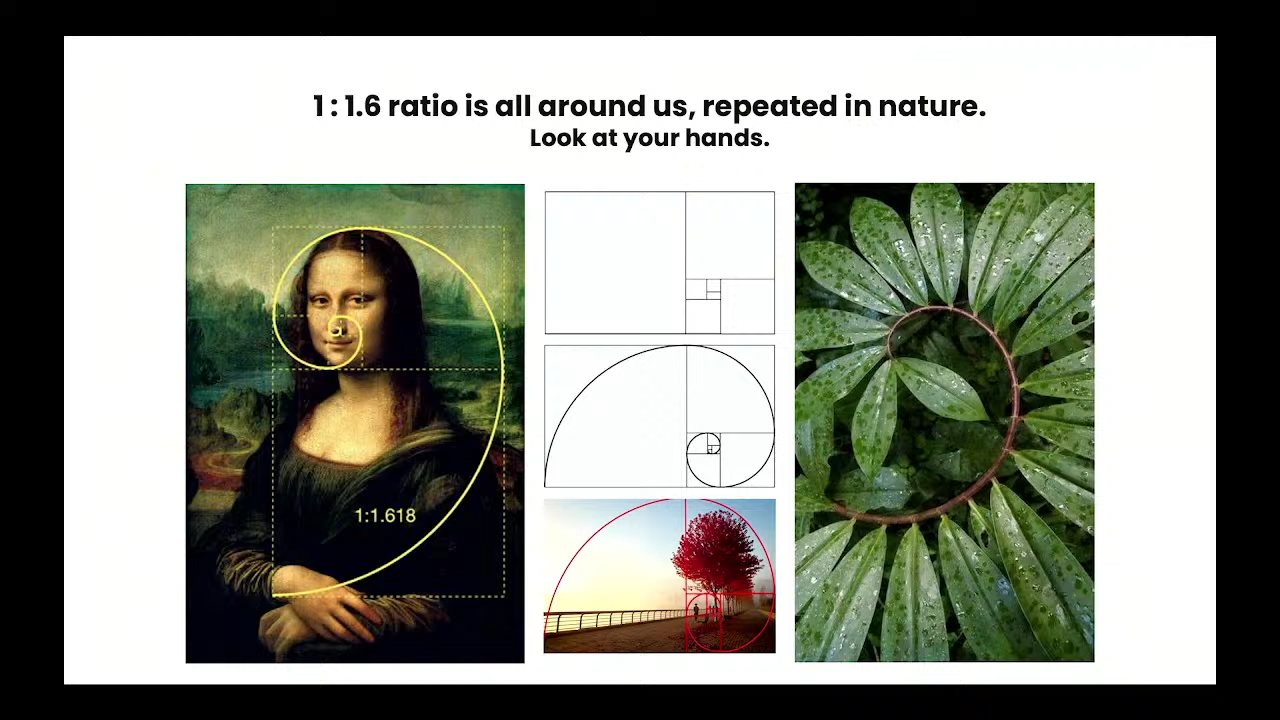 1 : 1.6 ratio is all around us, repeated in nature.
Look at your hands.
1:1.618